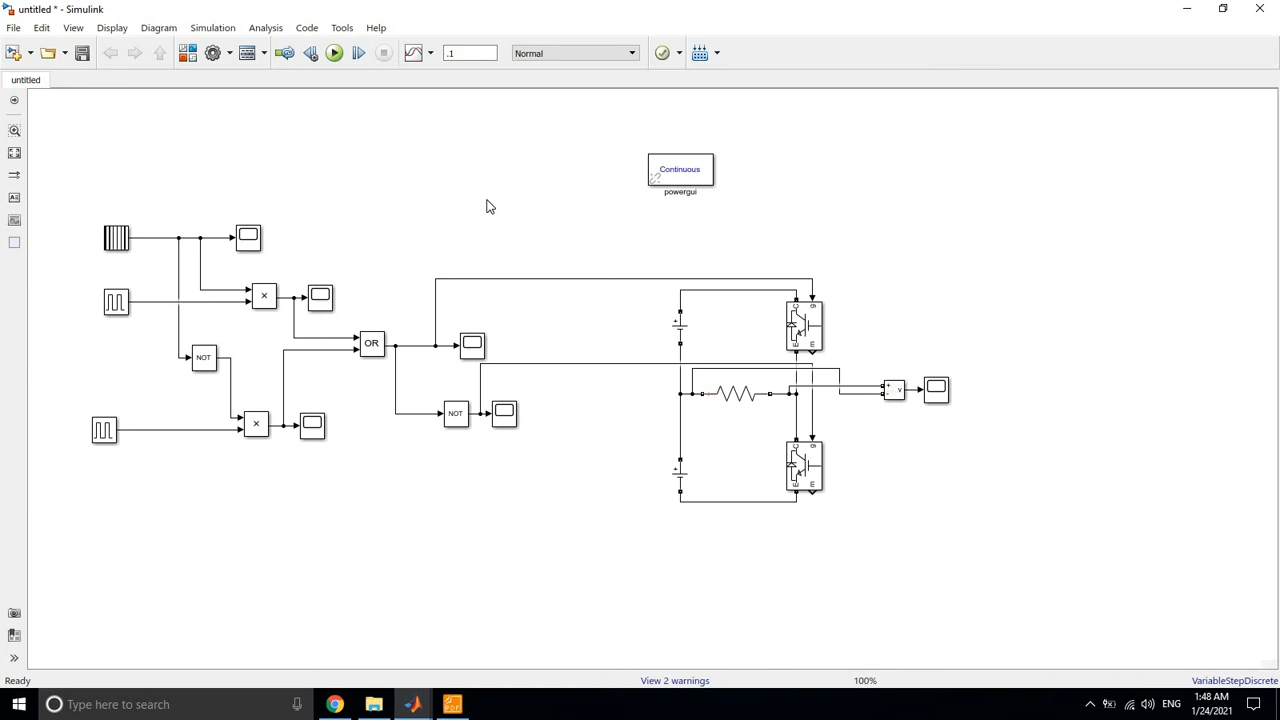 untitled * - Simulink
File Edit View Display Diagram Simulation Analysis Code Tools Help
.1 Normal
untitled
Continuous
powergui
×
OR
NOT
×
NOT
C g
E m
+ v
-
C g
E m
+
+
Ready View 2 warnings 100% VariableStepDiscrete
Type here to search
PDF
ENG
1:48 AM
1/24/2021